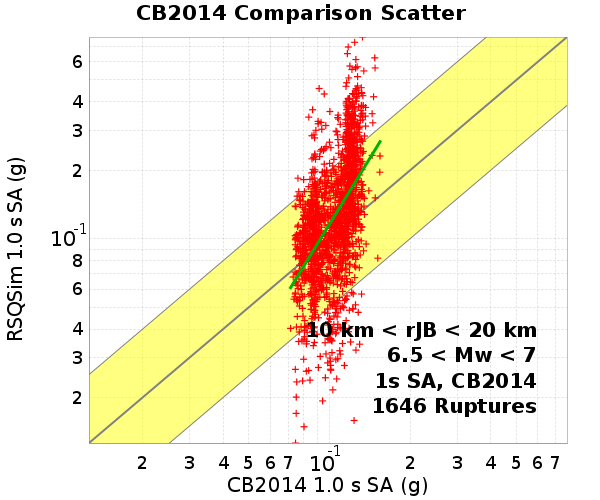 CB2014 Comparison Scatter
RSQSim 1.0 s SA (g)
6
4
3
2
10-1
8
6
4
3
2
10 km < rJB < 20 km
6.5 < Mw < 7
1s SA, CB2014
1646 Ruptures
2 3 4 5 6 7 10-1 2 3 4 5 6 7
CB2014 1.0 s SA (g)